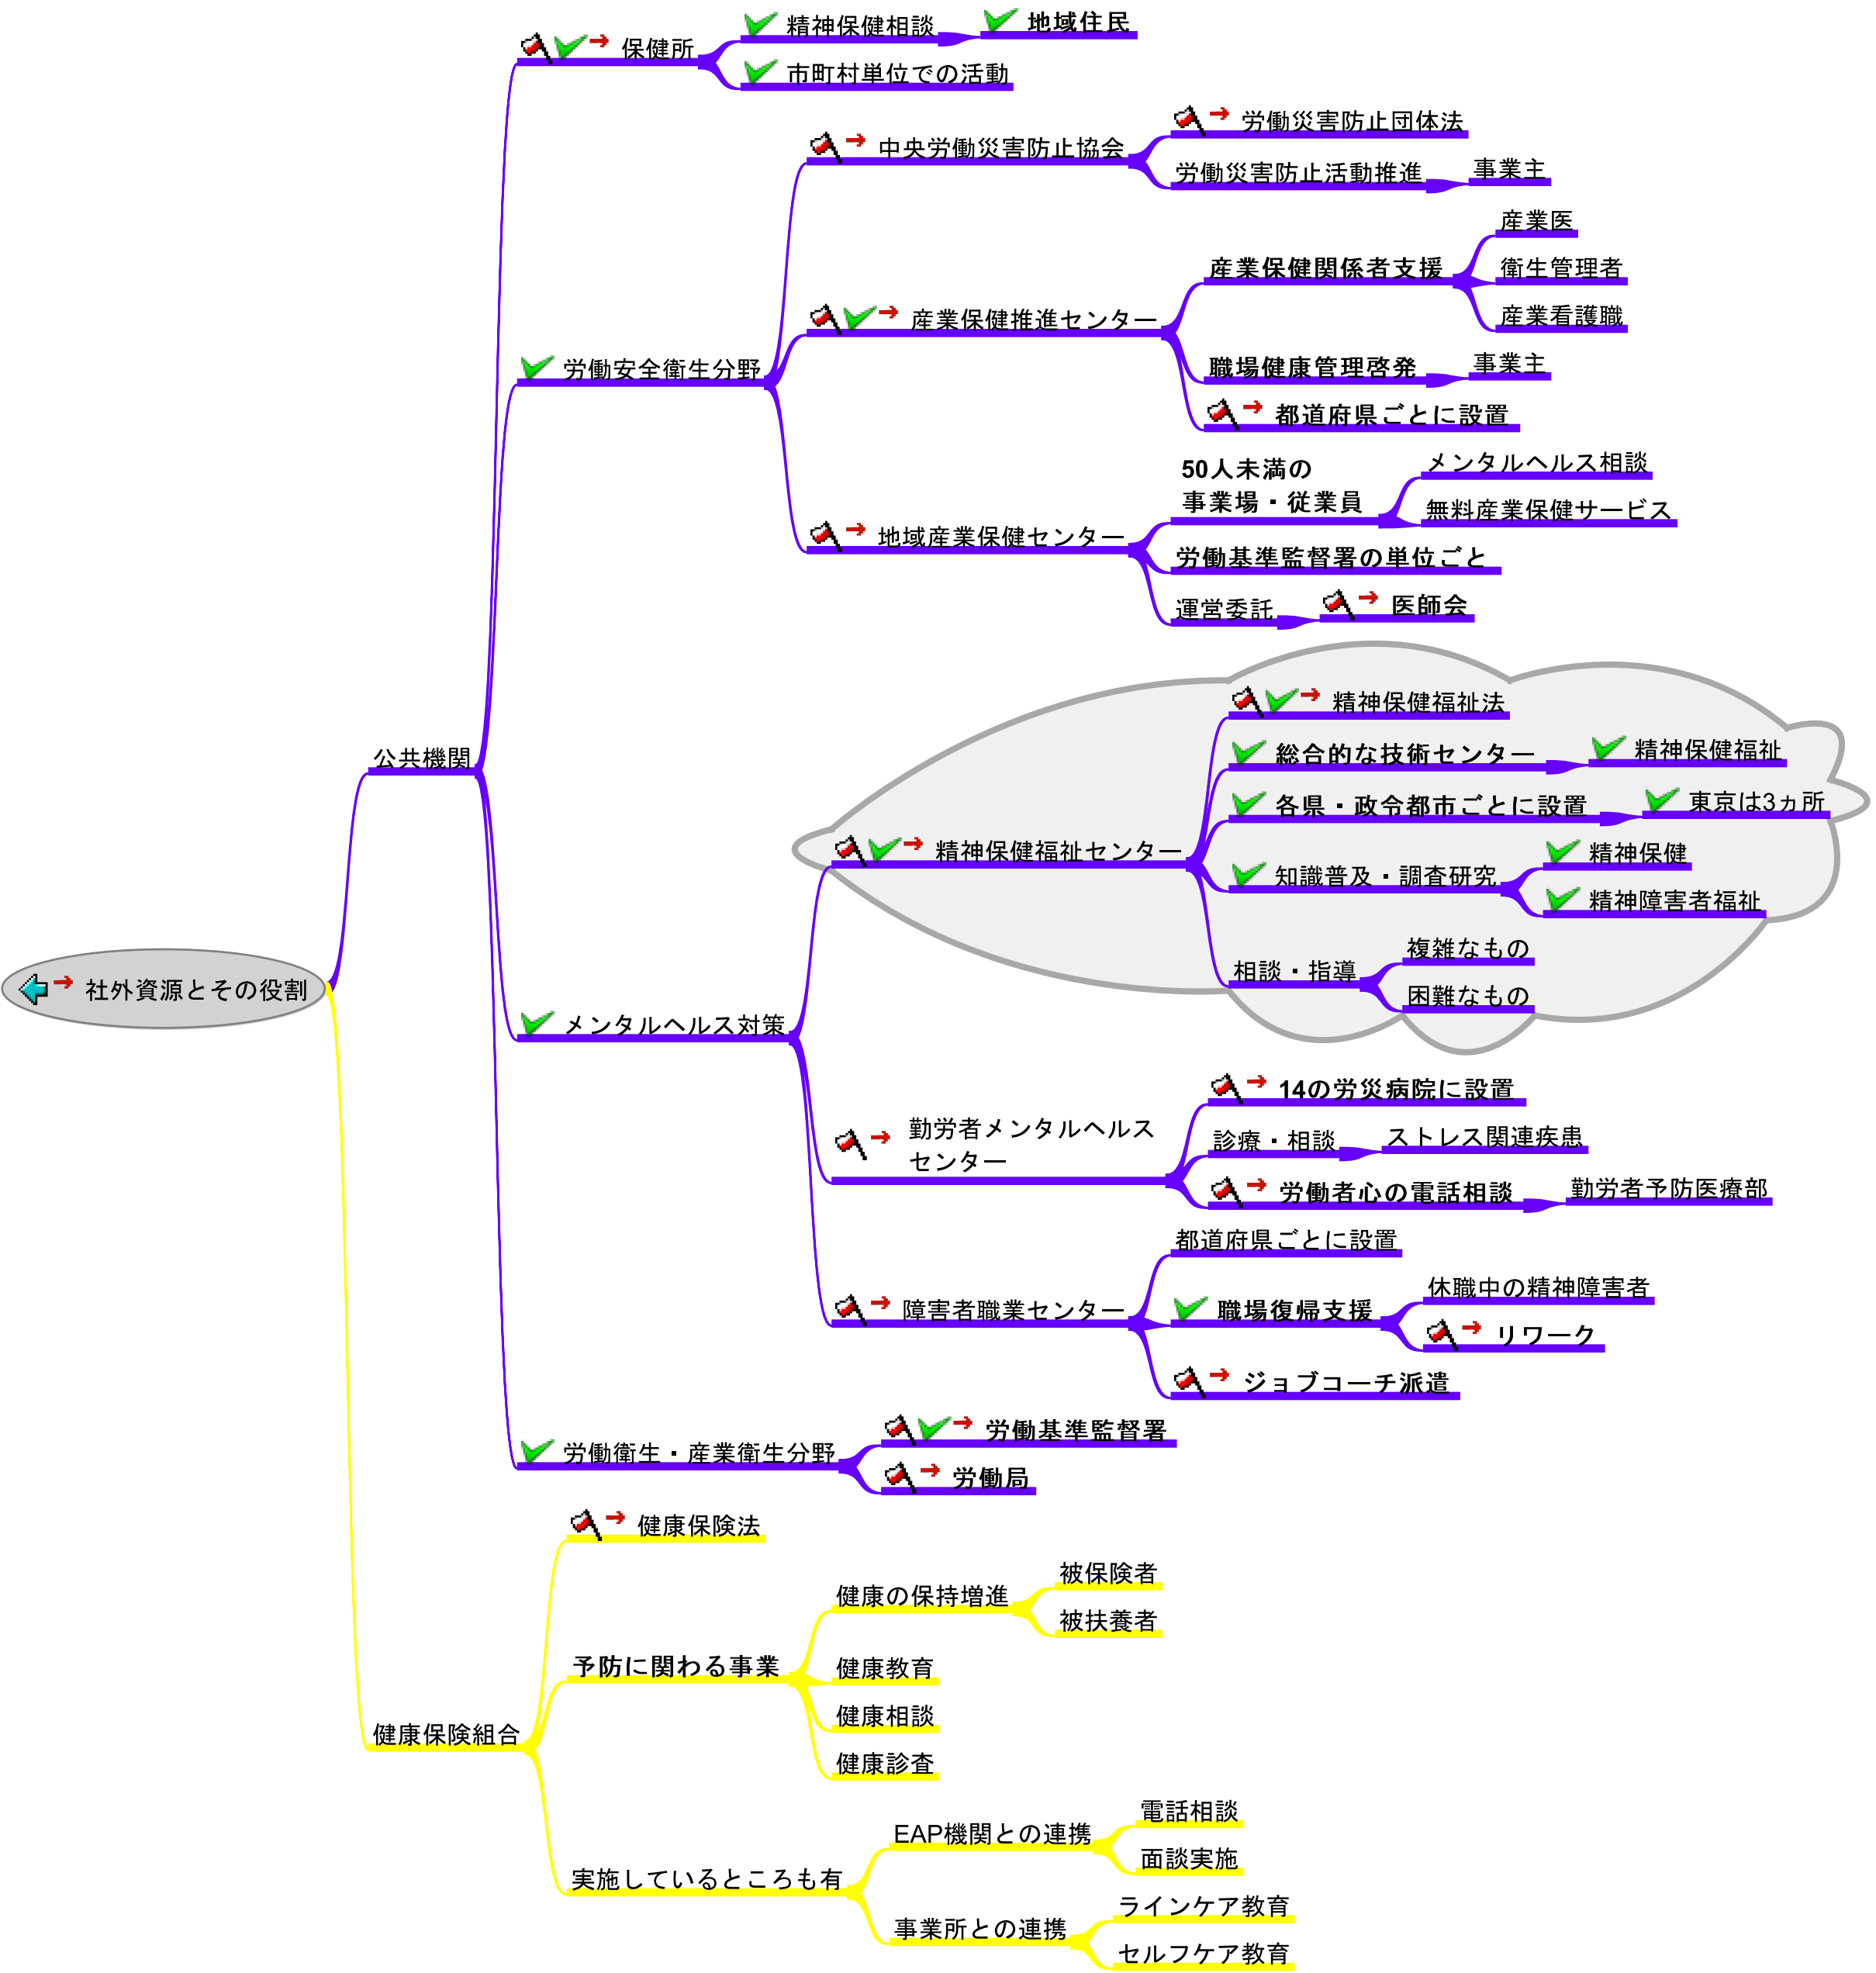 社外資源とその役割
公共機関
保健所
精神保健相談
地域住民
市町村単位での活動
労働安全衛生分野
中央労働災害防止協会
労働災害防止団体法
労働災害防止活動推進
事業主
産業保健推進センター
産業保健関係者支援
産業医
衛生管理者
産業看護職
職場健康管理啓発
事業主
都道府県ごとに設置
地域産業保健センター
50人未満の
事業場・従業員
メンタルヘルス相談
無料産業保健サービス
労働基準監督署の単位ごと
運営委託
医師会
メンタルヘルス対策
精神保健福祉センター
精神保健福祉法
総合的な技術センター
精神保健福祉
各県・政令都市ごとに設置
東京は3ヵ所
知識普及・調査研究
精神保健
精神障害者福祉
相談・指導
複雑なもの
困難なもの
勤労者メンタルヘルス
センター
14の労災病院に設置
診療・相談
ストレス関連疾患
労働者心の電話相談
勤労者予防医療部
障害者職業センター
都道府県ごとに設置
職場復帰支援
休職中の精神障害者
リワーク
ジョブコーチ派遣
労働衛生・産業衛生分野
労働基準監督署
労働局
健康保険組合
健康保険法
予防に関わる事業
健康の保持増進
被保険者
被扶養者
健康教育
健康相談
健康診査
実施しているところも有
EAP機関との連携
電話相談
面談実施
事業所との連携
ラインケア教育
セルフケア教育